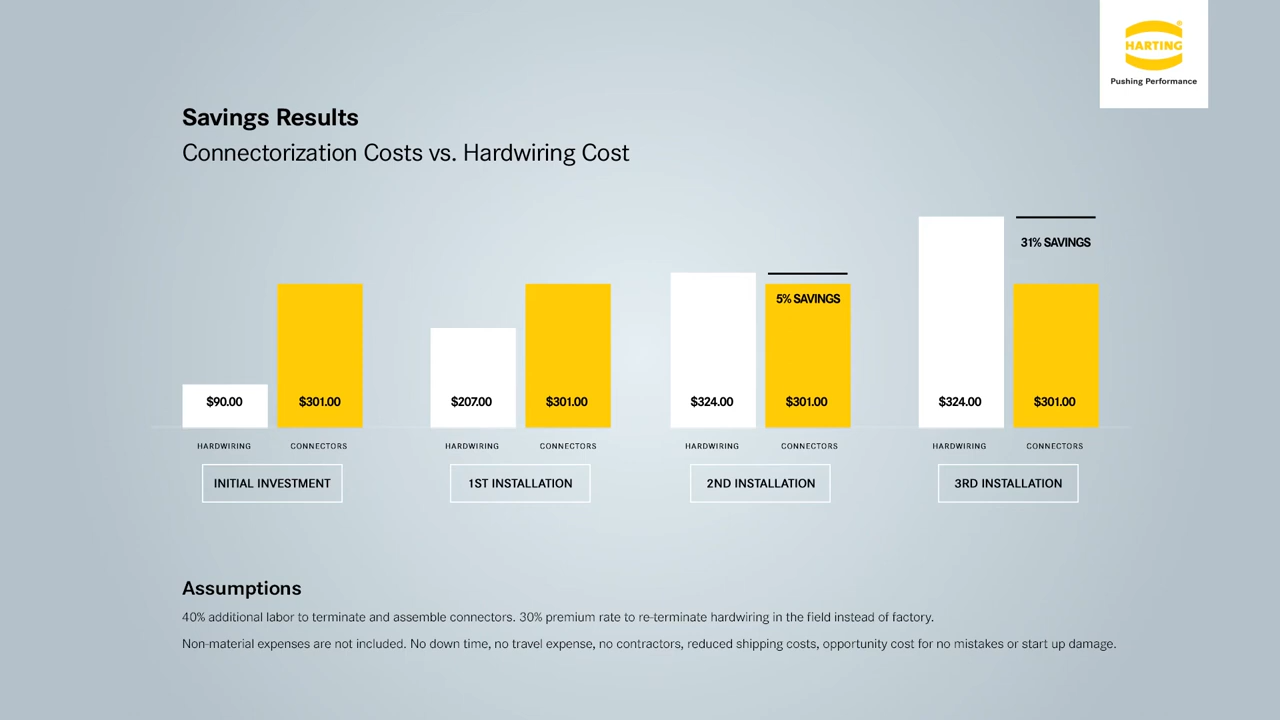 HARTING®
Pushing Performance
Savings Results
Connectorization Costs vs. Hardwiring Cost
31% SAVINGS
5% SAVINGS
$90.00 $301.00 $207.00 $301.00 $324.00 $301.00 $324.00 $301.00
HARDWIRING CONNECTORS HARDWIRING CONNECTORS HARDWIRING CONNECTORS HARDWIRING CONNECTORS
INITIAL INVESTMENT 1ST INSTALLATION 2ND INSTALLATION 3RD INSTALLATION
Assumptions
40% additional labor to terminate and assemble connectors. 30% premium rate to re-terminate hardwiring in the field instead of factory.
Non-material expenses are not included. No down time, no travel expense, no contractors, reduced shipping costs, opportunity cost for no mistakes or start up damage.